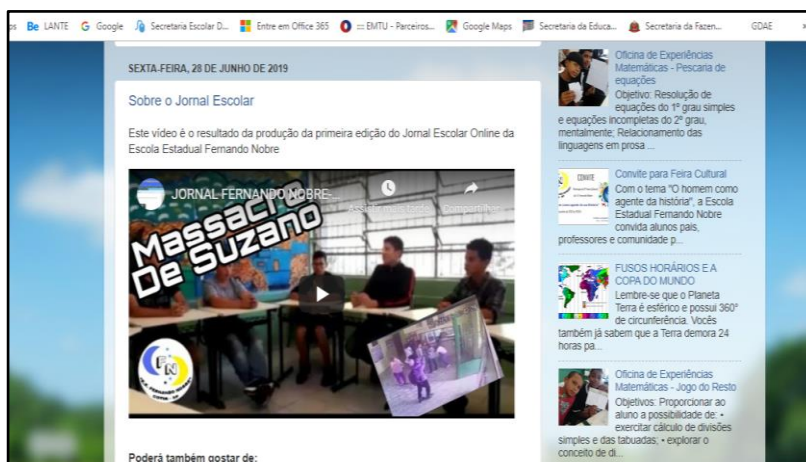 Be LANTE G Google Secretaria Escolar D... Entre em Office 365 ::: EMTU - Parceiros... Google Maps Secretaria da Educa... Secretaria da Fazen... GDAE
SEXTA-FEIRA, 28 DE JUNHO DE 2019
Sobre o Jornal Escolar
Este vídeo é o resultado da produção da primeira edição do Jornal Escolar Online da
Escola Estadual Fernando Nobre
JORNAL FERNANDO NOBRE-...
Compartilhar
Massacre
De Suzano
FN
Poderá também gostar de:
Oficina de Experiências
Matemáticas - Pescaria de
equações
Objetivo: Resolução de
equações do 1º grau simples
e equações incompletas do 2º grau,
mentalmente; Relacionamento das
linguagens em prosa ...
CONVITE
Convite para Feira Cultural
Com o tema "O homem como
agente da história", a Escola
Estadual Fernando Nobre
convida alunos pais,
professores e comunidade p...
FUSOS HORÁRIOS E A
COPA DO MUNDO
Lembre-se que o Planeta
Terra é esférico e possui 360°
de circunferência. Vocês
também já sabem que a Terra demora 24
horas pa...
Oficina de Experiências
Matemáticas - Jogo do Resto
Objetivos: Proporcionar ao
aluno a possibilidade de: •
exercitar cálculo de divisões
simples e das tabuadas; • explorar o
conceito de di...